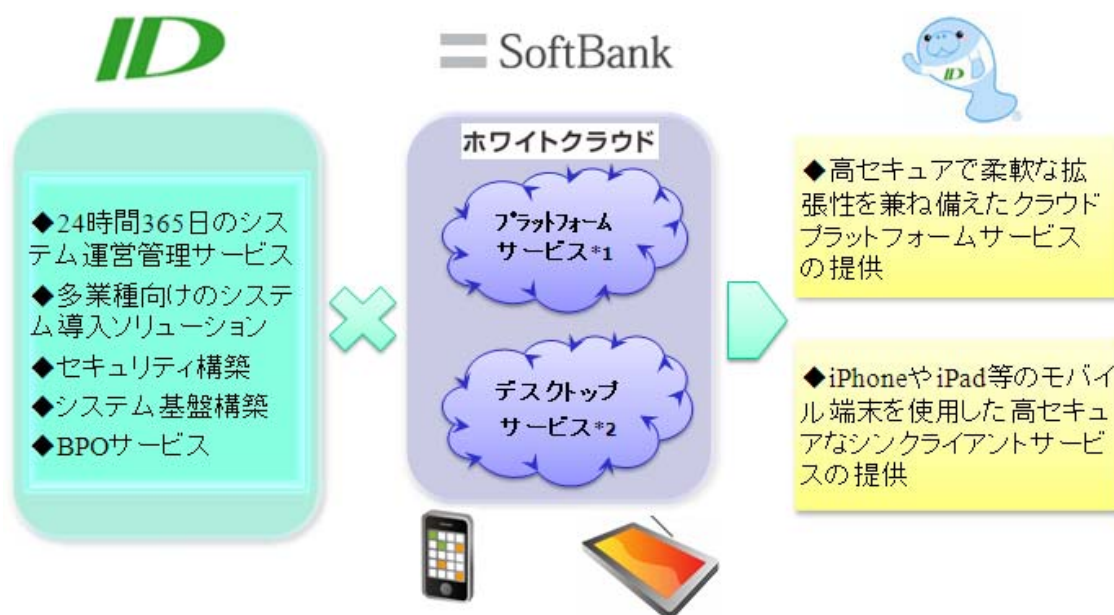 ID
◆24時間365日のシス
テム運営管理サービス
◆多業種向けのシステ
ム導入ソリューション
◆セキュリティ構築
◆システム基盤構築
◆BPOサービス
SoftBank
ホワイトクラウド
プラットフォーム
サービス*1
デスクトップ
サービス*2
ID
◆高セキュアで柔軟な拡
張性を兼ね備えたクラウド
プラットフォームサービス
の提供
◆iPhoneやiPad等のモバイ
ル端末を使用した高セキュ
アなシンクライアントサービ
スの提供